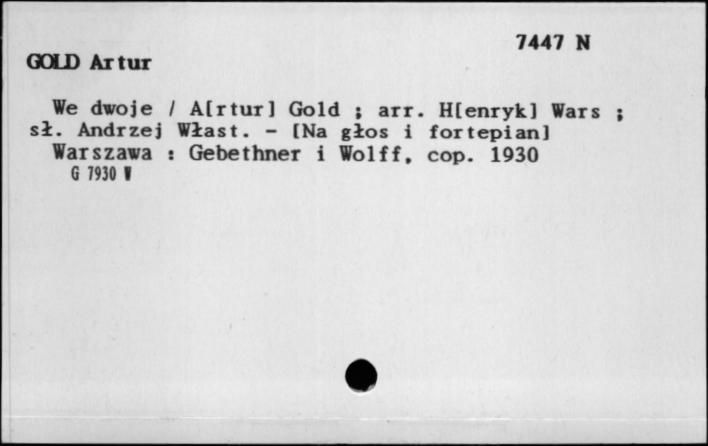 7447 N
GOLD Artur
We dwoje / A[rtur] Gold ; arr. H[enryk] Wars ;
sł. Andrzej Włast. - [Na głos i fortepian]
Warszawa : Gebethner i Wolff, cop. 1930
G 7930 W